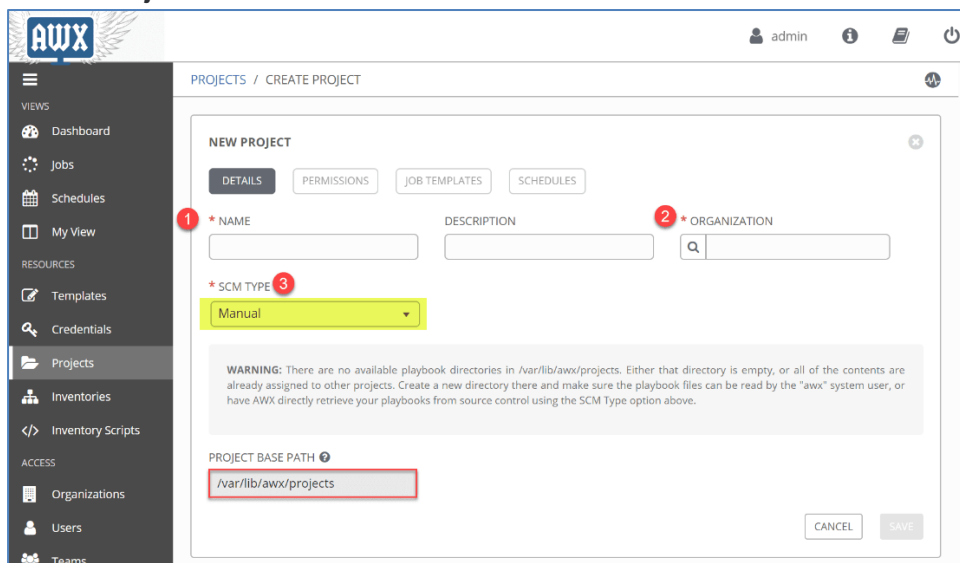 AWX
admin
PROJECTS / CREATE PROJECT
VIEWS
Dashboard
Jobs
Schedules
My View
RESOURCES
Templates
Credentials
Projects
Inventories
Inventory Scripts
ACCESS
Organizations
Users
Teams
NEW PROJECT
DETAILS PERMISSIONS JOB TEMPLATES SCHEDULES
1 * NAME DESCRIPTION 2 * ORGANIZATION
* SCM TYPE 3
Manual
WARNING: There are no available playbook directories in /var/lib/awx/projects. Either that directory is empty, or all of the contents are
already assigned to other projects. Create a new directory there and make sure the playbook files can be read by the "awx" system user, or
have AWX directly retrieve your playbooks from source control using the SCM Type option above.
PROJECT BASE PATH
/var/lib/awx/projects
CANCEL SAVE